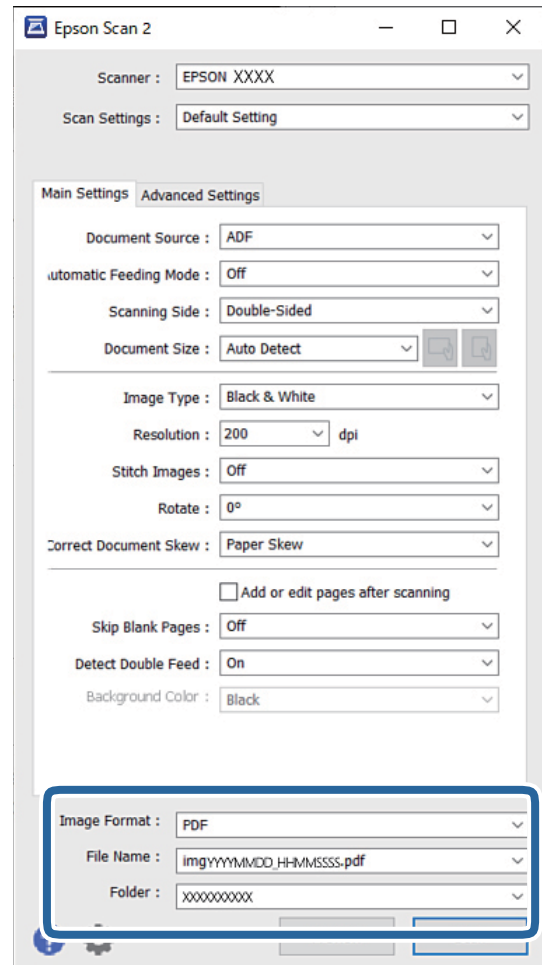 Epson Scan 2
Scanner : EPSON XXXX
Scan Settings : Default Setting
Main Settings Advanced Settings
Document Source : ADF
utomatic Feeding Mode : Off
Scanning Side : Double-Sided
Document Size : Auto Detect
Image Type : Black & White
Resolution : 200 dpi
Stitch Images : Off
Rotate : 0°
Correct Document Skew : Paper Skew
Add or edit pages after scanning
Skip Blank Pages : Off
Detect Double Feed : On
Background Color : Black
Image Format : PDF
File Name : imgYYYYMMDD_HHMMSSSS.pdf
Folder : XXXXXXXXXX